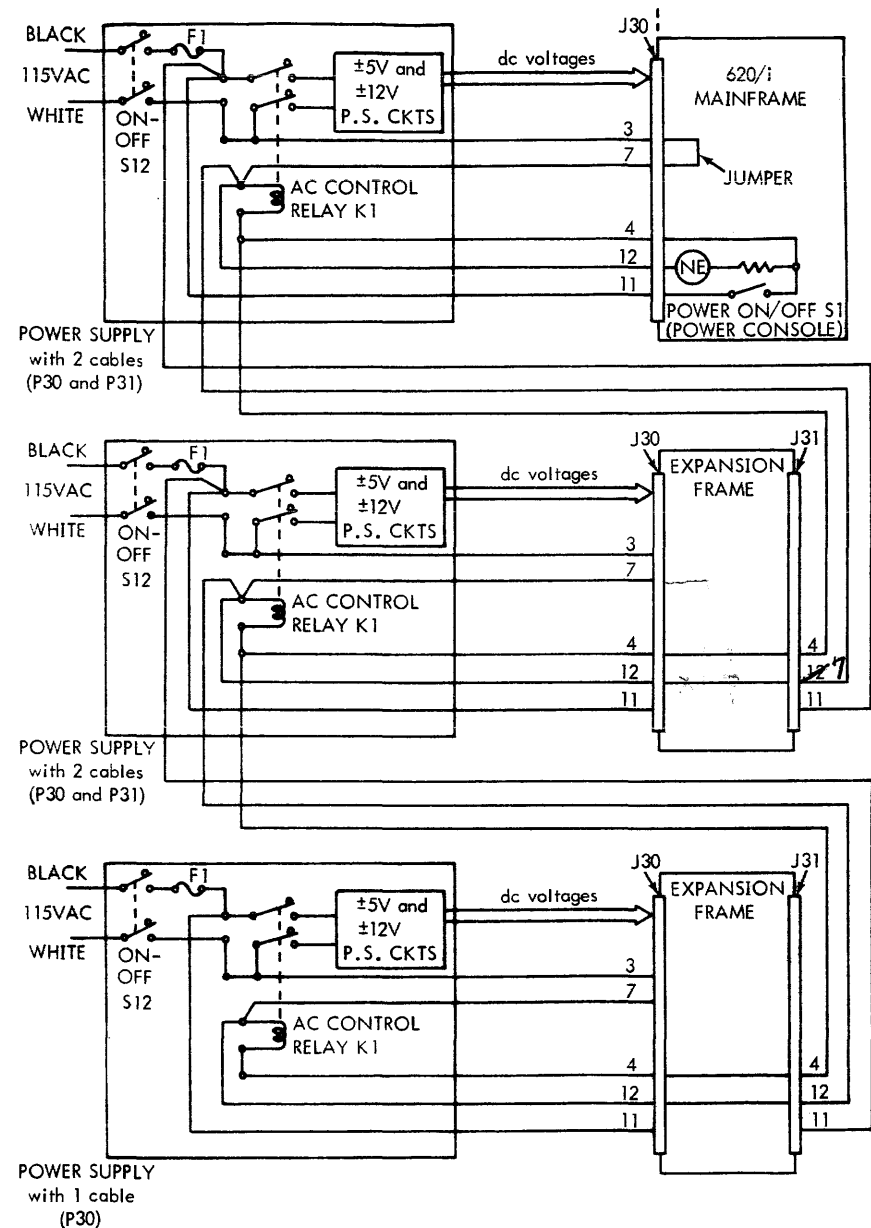 BLACK
F1
115VAC
WHITE
ON-
OFF
S12
±5V and
±12V
P.S. CKTS
dc voltages
J30
620/i
MAINFRAME
3
7
JUMPER
AC CONTROL
RELAY K1
4
12
NE
11
POWER ON/OFF S1
(POWER CONSOLE)
POWER SUPPLY
with 2 cables
(P30 and P31)
BLACK
F1
115VAC
WHITE
ON-
OFF
S12
±5V and
±12V
P.S. CKTS
dc voltages
J30
EXPANSION
FRAME
J31
3
7
AC CONTROL
RELAY K1
4
4
12
12 7
11
11
POWER SUPPLY
with 2 cables
(P30 and P31)
BLACK
F1
115VAC
WHITE
ON-
OFF
S12
±5V and
±12V
P.S. CKTS
dc voltages
J30
EXPANSION
FRAME
J31
3
7
AC CONTROL
RELAY K1
4
4
12
12
11
11
POWER SUPPLY
with 1 cable
(P30)